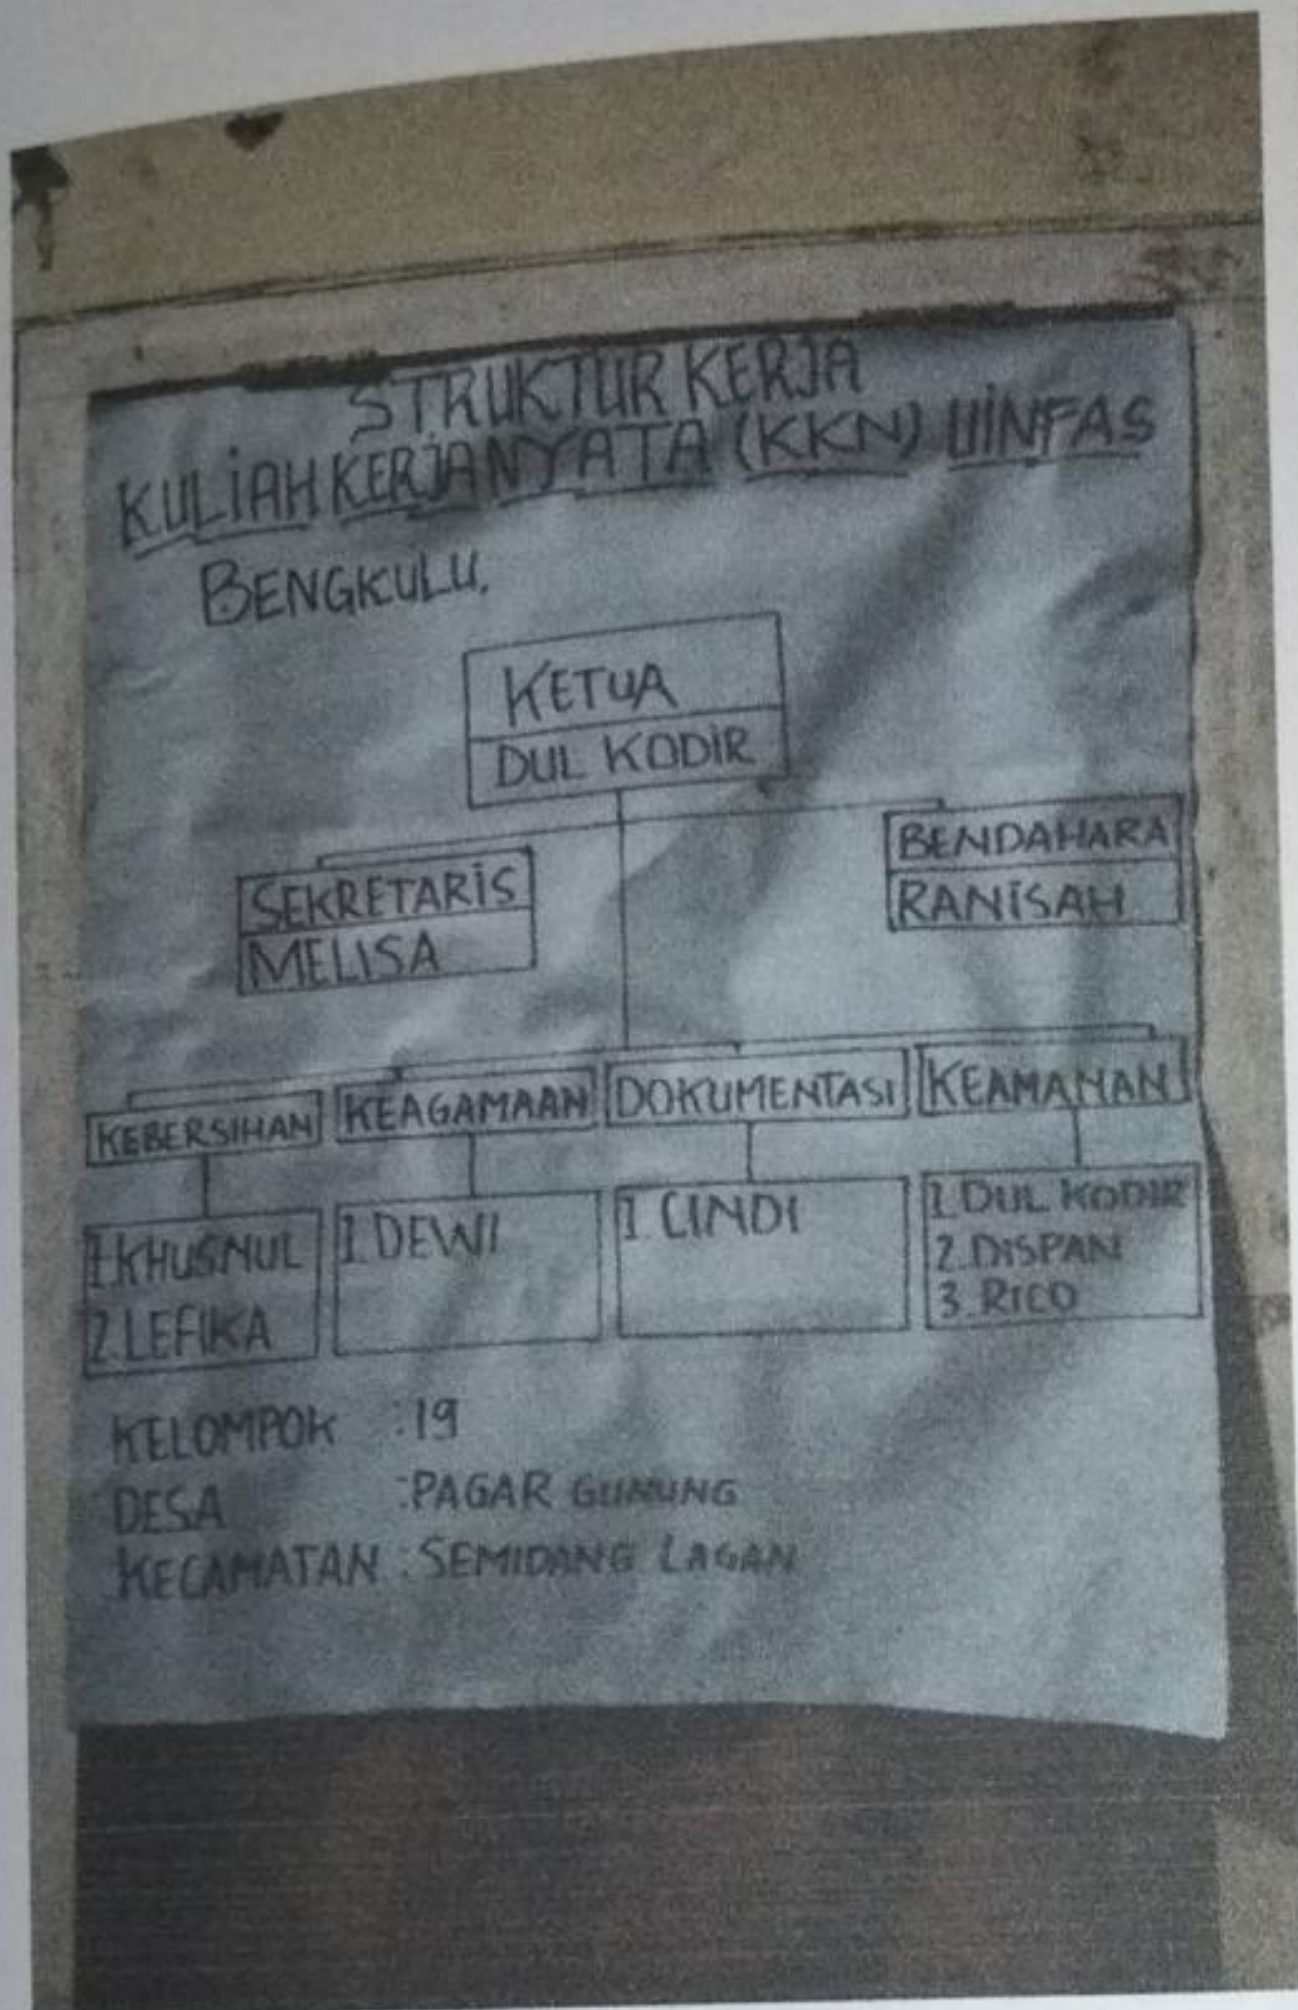 STRUKTUR KERJA
KULIAH KERJA NYATA (KKN) UINFAS
BENGKULU.
KETUA
DUL KODIR
SEKRETARIS
MELISA
BENDAHARA
RANISAH
KEBERSIHAN
KEAGAMAAN
DOKUMENTASI
KEAMANAN
1. KHUSNUL
2. LEFIKA
1. DEWI
1. CINDI
1. DUL KODIR
2. DISPAN
3. RICO
KELOMPOK : 19
DESA : PAGAR GUNUNG
KECAMATAN : SEMIDANG LAGAN